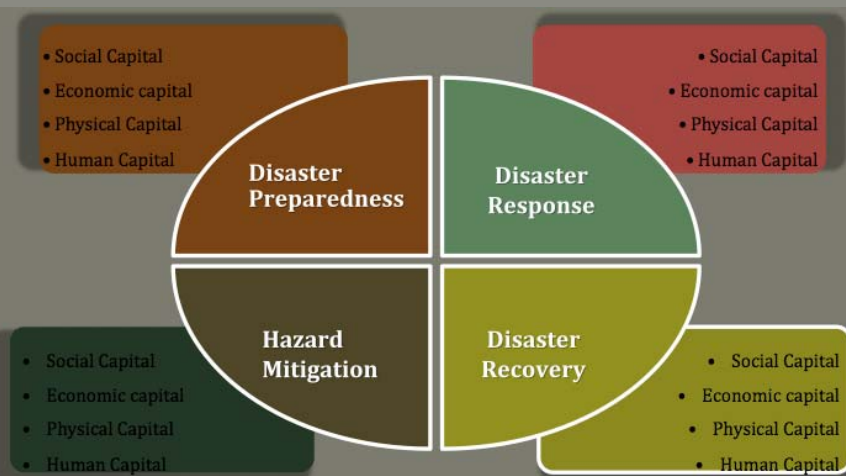 • Social Capital
• Economic capital
• Physical Capital
• Human Capital
• Social Capital
• Economic capital
• Physical Capital
• Human Capital
Disaster
Preparedness
Disaster
Response
Hazard
Mitigation
Disaster
Recovery
• Social Capital
• Economic capital
• Physical Capital
• Human Capital
• Social Capital
• Economic capital
• Physical Capital
• Human Capital